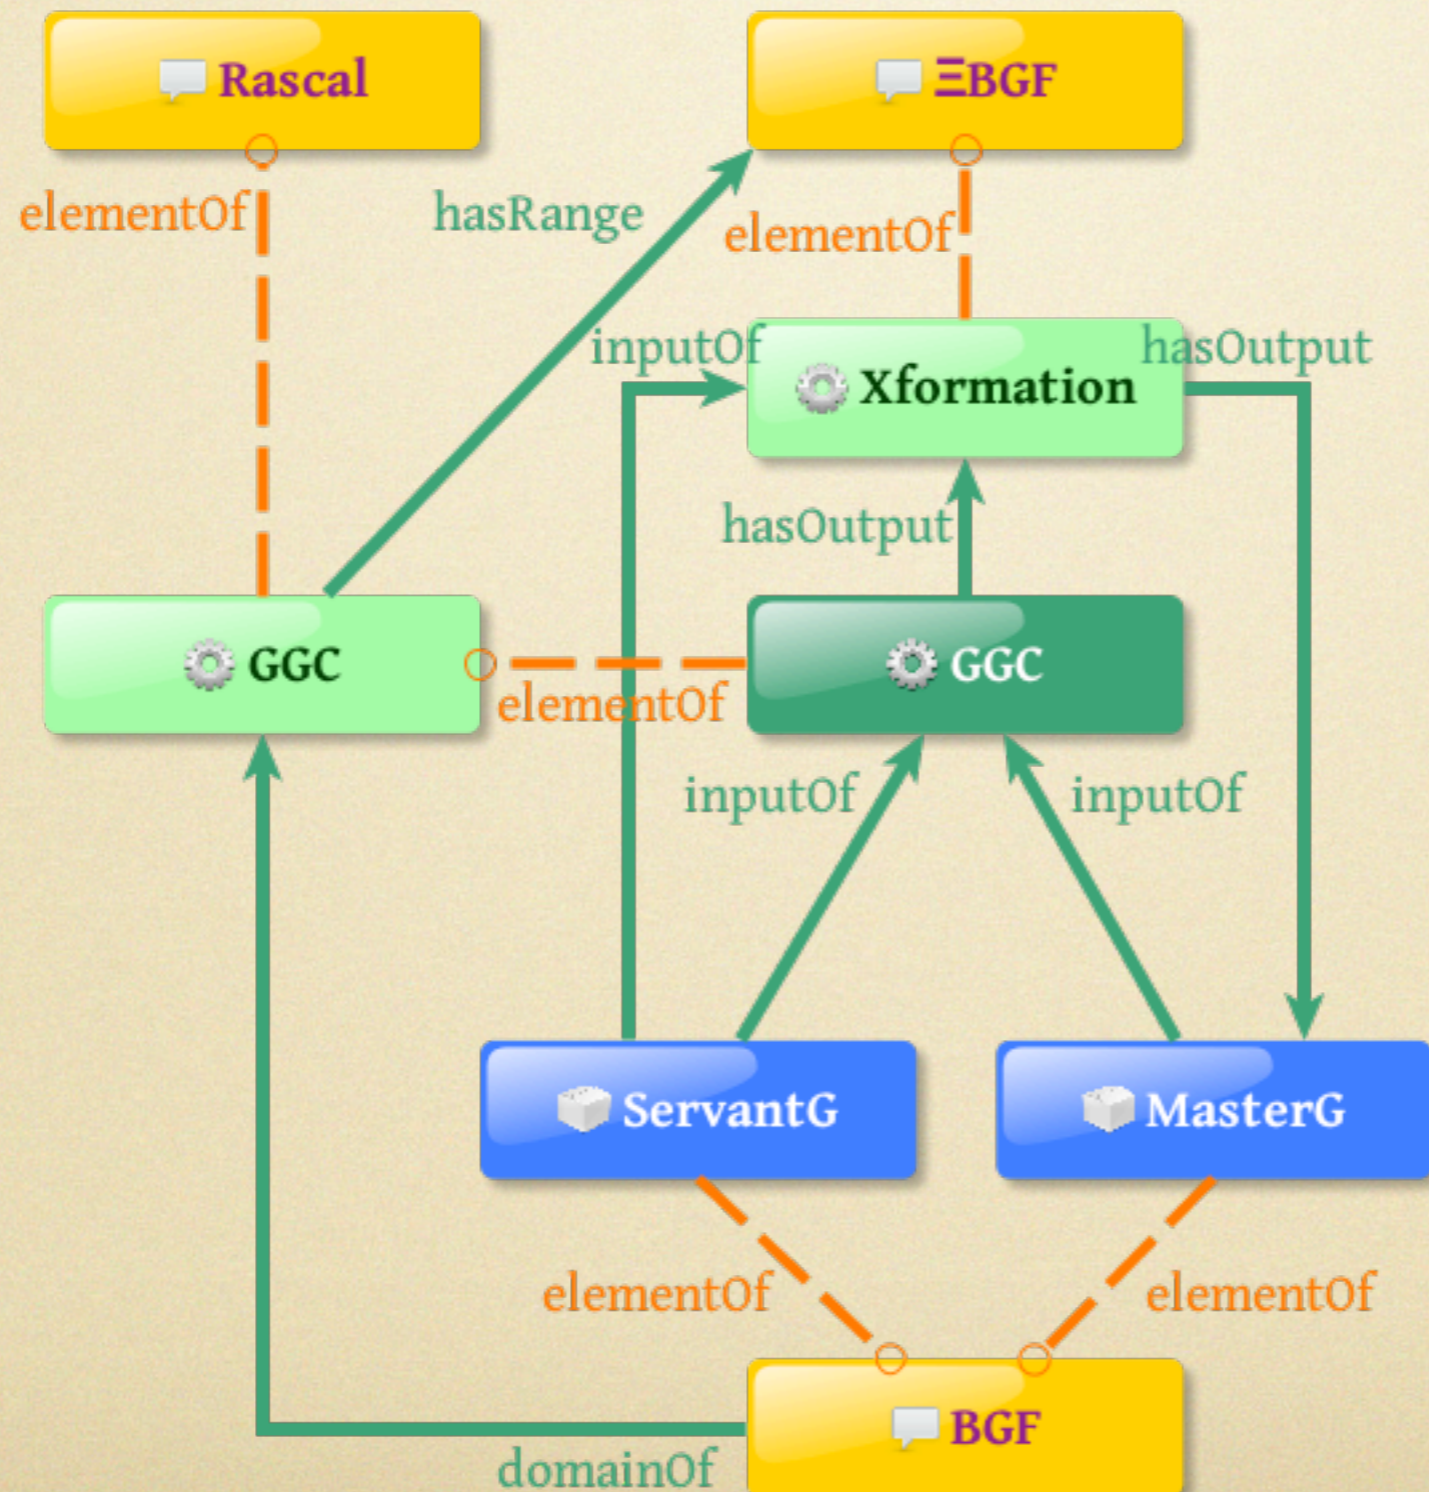 Rascal
ΞBGF
elementOf
hasRange
elementOf
inputOf
hasOutput
Xformation
hasOutput
GGC
GGC
elementOf
inputOf
inputOf
ServantG
MasterG
elementOf
elementOf
BGF
domainOf